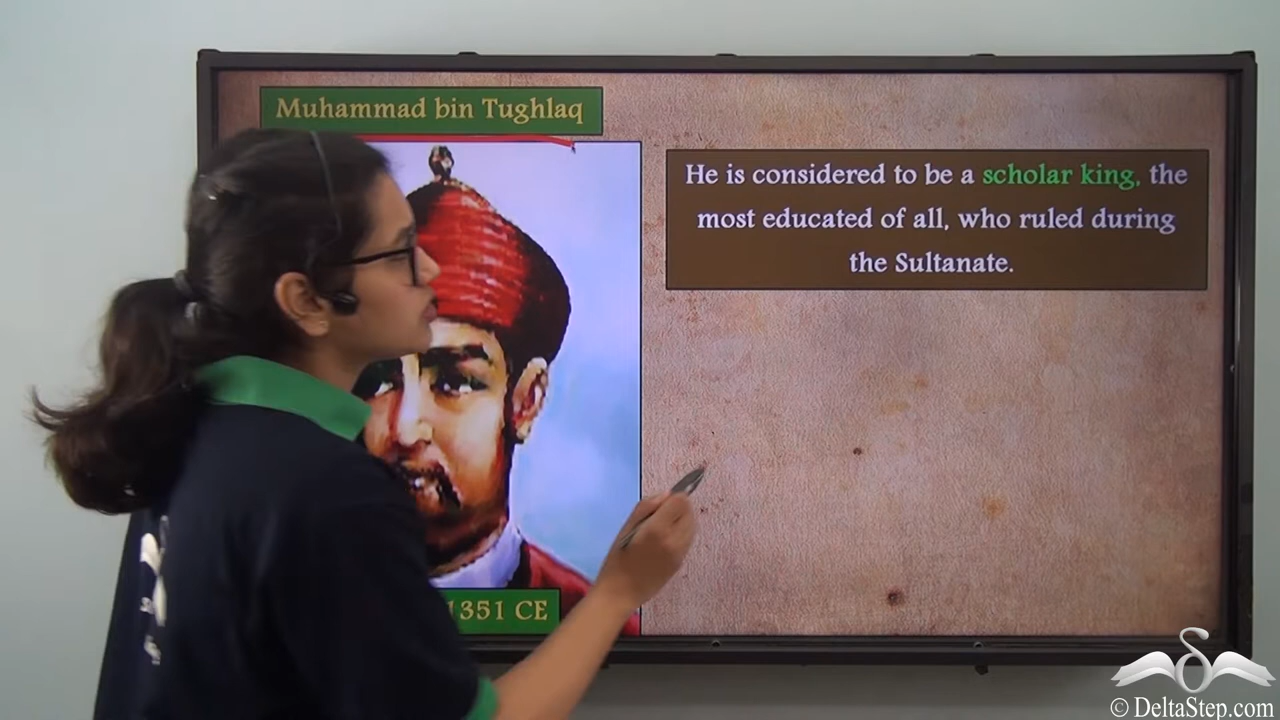 Muhammad bin Tughlaq
He is considered to be a scholar king, the
most educated of all, who ruled during
the Sultanate.
1351 CE
© DeltaStep.com